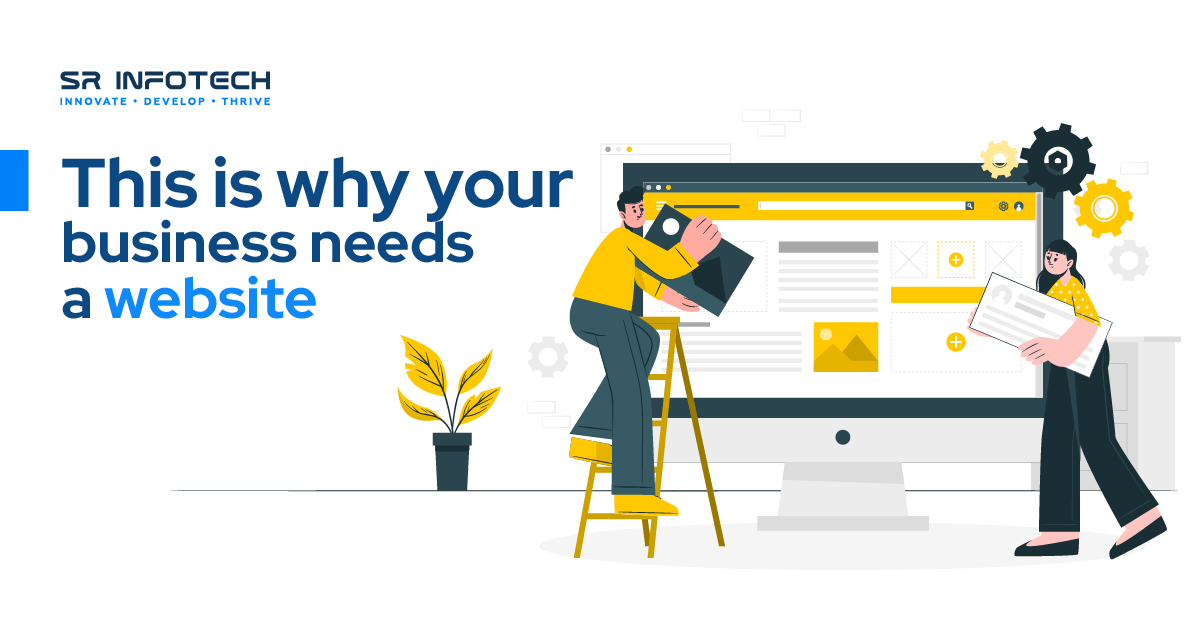 SR INFOTECH
INNOVATE • DEVELOP • THRIVE
This is why your
business needs
a website